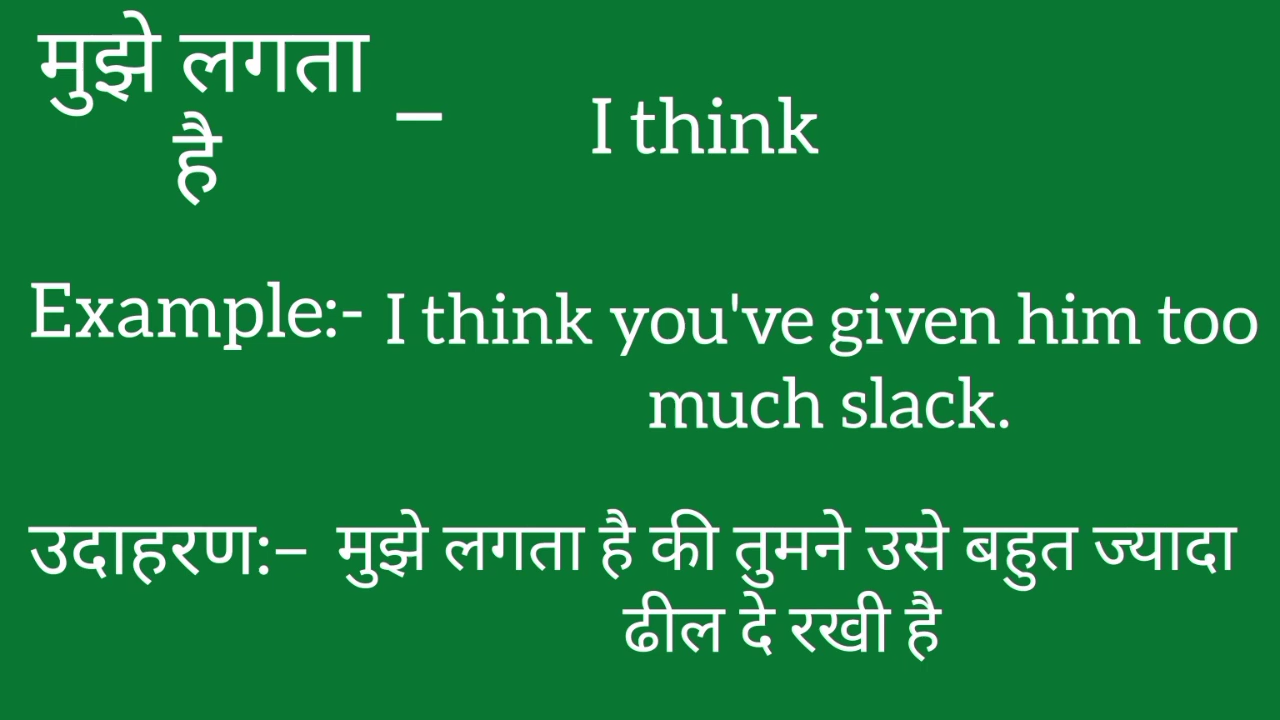 मुझे लगता
है
– I think
Example:- I think you've given him too
much slack.
उदाहरण:– मुझे लगता है की तुमने उसे बहुत ज्यादा
ढील दे रखी है